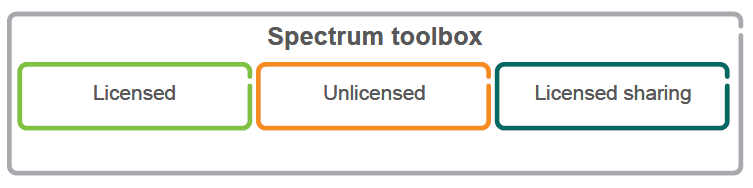 Spectrum toolbox
Licensed
Unlicensed
Licensed sharing